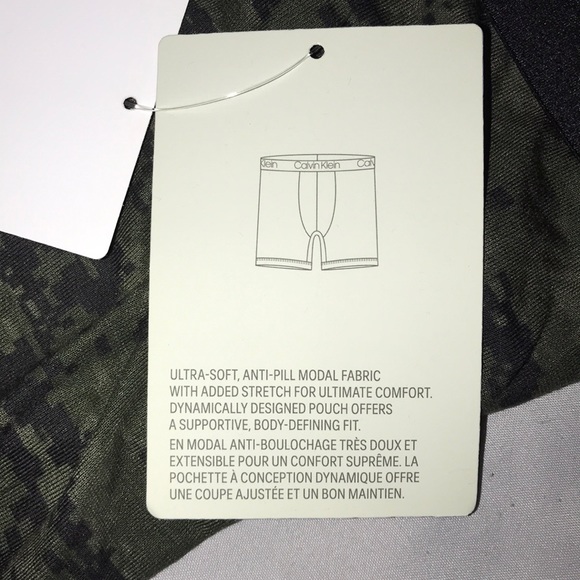 Klein Calvin Klein Calv
ULTRA-SOFT, ANTI-PILL MODAL FABRIC
WITH ADDED STRETCH FOR ULTIMATE COMFORT.
DYNAMICALLY DESIGNED POUCH OFFERS
A SUPPORTIVE, BODY-DEFINING FIT.
EN MODAL ANTI-BOULOCHAGE TRÈS DOUX ET
EXTENSIBLE POUR UN CONFORT SUPRÊME. LA
POCHETTE À CONCEPTION DYNAMIQUE OFFRE
UNE COUPE AJUSTÉE ET UN BON MAINTIEN.